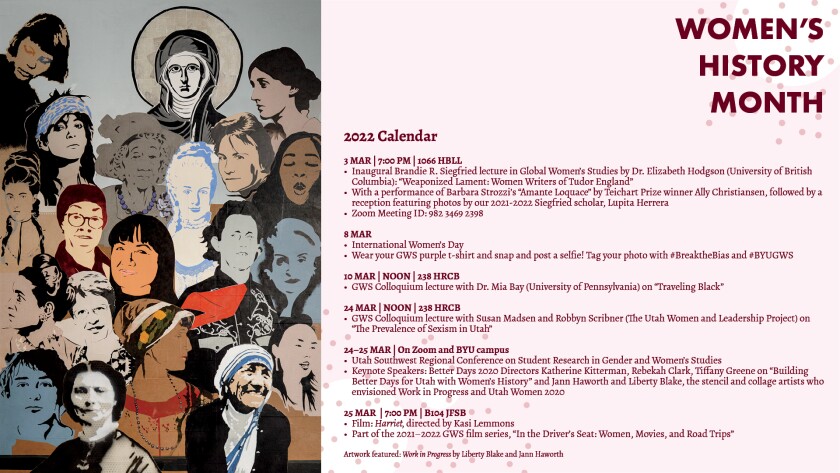 WOMEN'S
HISTORY
MONTH
2022 Calendar
3 MAR | 7:00 PM | 1066 HBLL
• Inaugural Brandie R. Siegfried lecture in Global Women's Studies by Dr. Elizabeth Hodgson (University of British
Columbia): "Weaponized Lament: Women Writers of Tudor England"
• With a performance of Barbara Strozzi's "Amante Loquace" by Teichart Prize winner Ally Christiansen, followed by a
reception featuring photos by our 2021-2022 Siegfried scholar, Lupita Herrera
• Zoom Meeting ID: 982 3469 2398
8 MAR
• International Women's Day
• Wear your GWS purple t-shirt and snap and post a selfie! Tag your photo with #BreaktheBias and #BYUGWS
10 MAR | NOON | 238 HRCB
• GWS Colloquium lecture with Dr. Mia Bay (University of Pennsylvania) on "Traveling Black"
24 MAR | NOON | 238 HRCB
• GWS Colloquium lecture with Susan Madsen and Robbyn Scribner (The Utah Women and Leadership Project) on
"The Prevalence of Sexism in Utah"
24–25 MAR | On Zoom and BYU campus
• Utah Southwest Regional Conference on Student Research in Gender and Women's Studies
• Keynote Speakers: Better Days 2020 Directors Katherine Kitterman, Rebekah Clark, Tiffany Greene on "Building
Better Days for Utah with Women's History" and Jann Haworth and Liberty Blake, the stencil and collage artists who
envisioned Work in Progress and Utah Women 2020
25 MAR | 7:00 PM | B104 JFSB
• Film: Harriet, directed by Kasi Lemmons
• Part of the 2021–2022 GWS film series, "In the Driver's Seat: Women, Movies, and Road Trips"
Artwork featured: Work in Progress by Liberty Blake and Jann Haworth